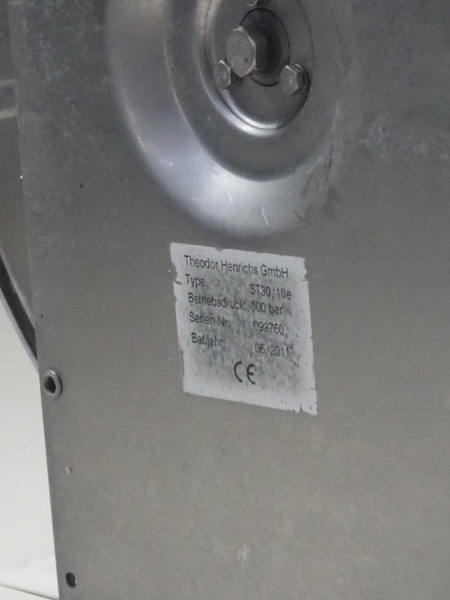 Theodor Henrichs GmbH
Type: ST30/10e
Betriebsdruck: 300 bar
Serien-Nr. 092760
Baujahr: 06/2011
CE